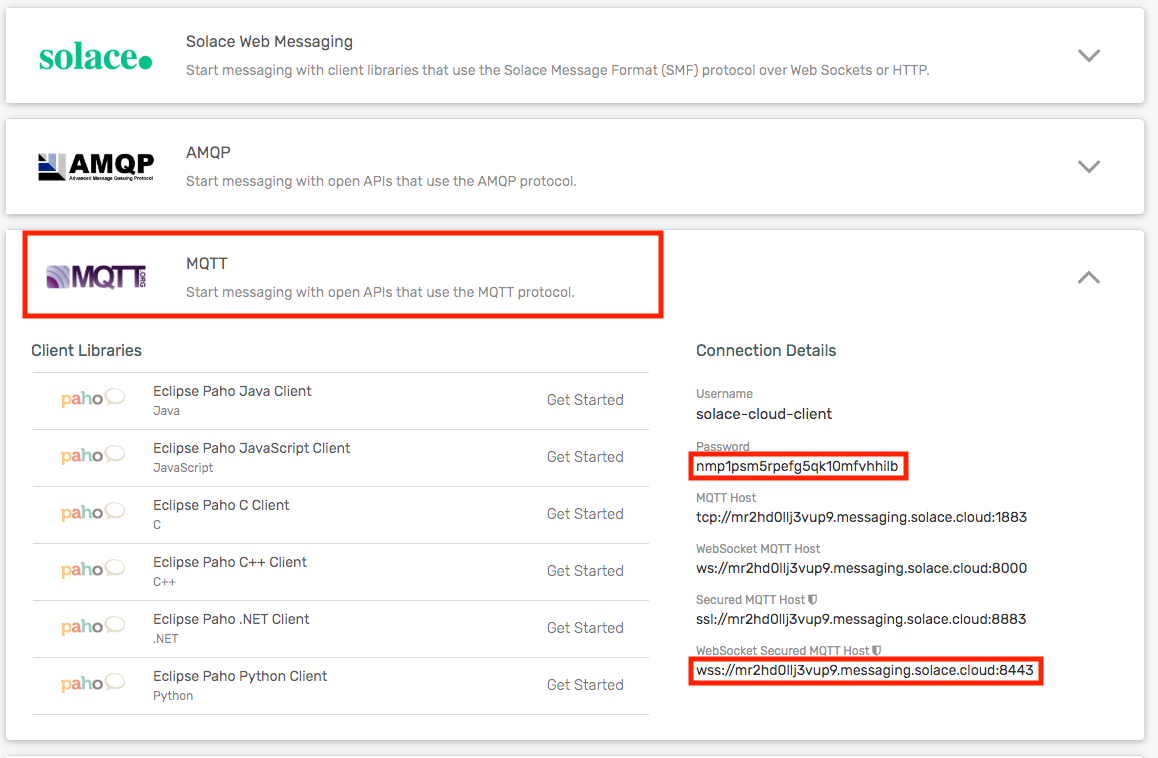 solace.
Solace Web Messaging
Start messaging with client libraries that use the Solace Message Format (SMF) protocol over Web Sockets or HTTP.
AMQP
Advanced Message Queuing Protocol
AMQP
Start messaging with open APIs that use the AMQP protocol.
MQTT.ORG
MQTT
Start messaging with open APIs that use the MQTT protocol.
Client Libraries
paho
Eclipse Paho Java Client
Java
Get Started
paho
Eclipse Paho JavaScript Client
JavaScript
Get Started
paho
Eclipse Paho C Client
C
Get Started
paho
Eclipse Paho C++ Client
C++
Get Started
paho
Eclipse Paho .NET Client
.NET
Get Started
paho
Eclipse Paho Python Client
Python
Get Started
Connection Details
Username
solace-cloud-client
Password
nmp1psm5rpefg5qk10mfvhhilb
MQTT Host
tcp://mr2hd0llj3vup9.messaging.solace.cloud:1883
WebSocket MQTT Host
ws://mr2hd0llj3vup9.messaging.solace.cloud:8000
Secured MQTT Host
ssl://mr2hd0llj3vup9.messaging.solace.cloud:8883
WebSocket Secured MQTT Host
wss://mr2hd0llj3vup9.messaging.solace.cloud:8443